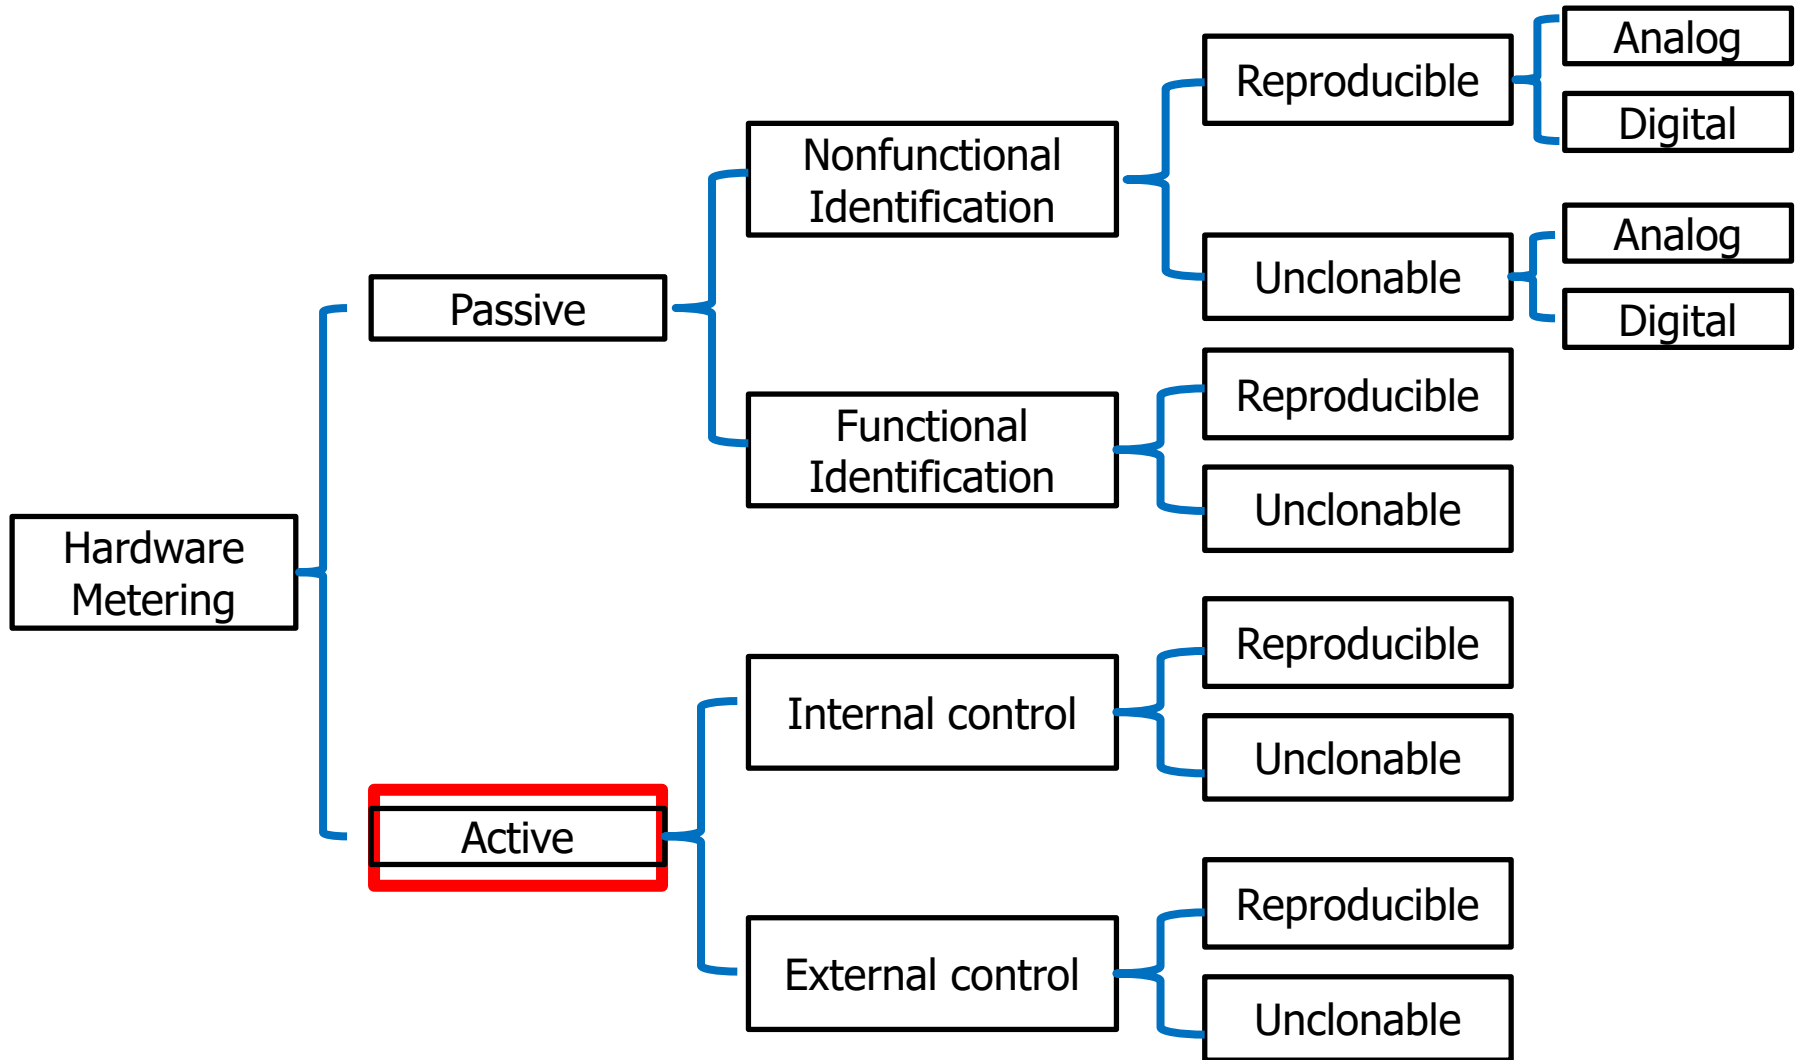 Hardware
Metering
Passive
Nonfunctional
Identification
Reproducible
Analog
Digital
Unclonable
Analog
Digital
Functional
Identification
Reproducible
Unclonable
Active
Internal control
Reproducible
Unclonable
External control
Reproducible
Unclonable